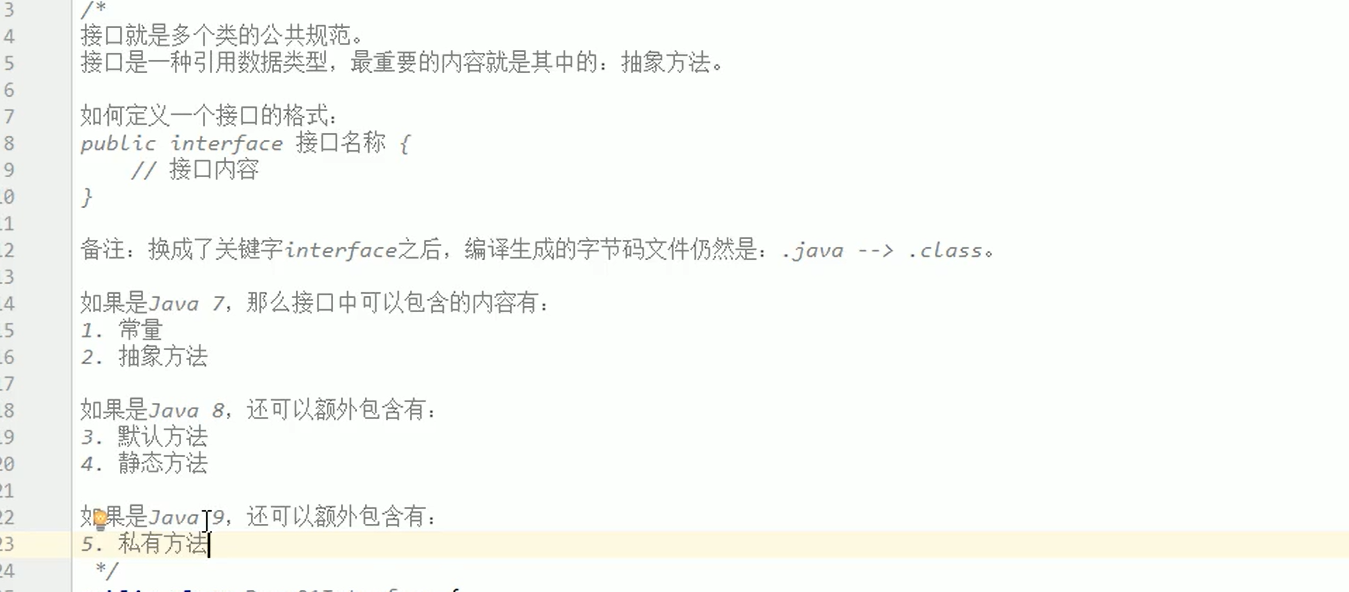 3 /*
4 接口就是多个类的公共规范。
5 接口是一种引用数据类型，最重要的内容就是其中的：抽象方法。
6
7 如何定义一个接口的格式：
8 public interface 接口名称 {
9 // 接口内容
10 }
11
12 备注：换成了关键字interface之后，编译生成的字节码文件仍然是：.java --> .class。
13
14 如果是Java 7，那么接口中可以包含的内容有：
15 1. 常量
16 2. 抽象方法
17
18 如果是Java 8，还可以额外包含有：
19 3. 默认方法
20 4. 静态方法
21
22 如果是Java 9，还可以额外包含有：
23 5. 私有方法
24 */